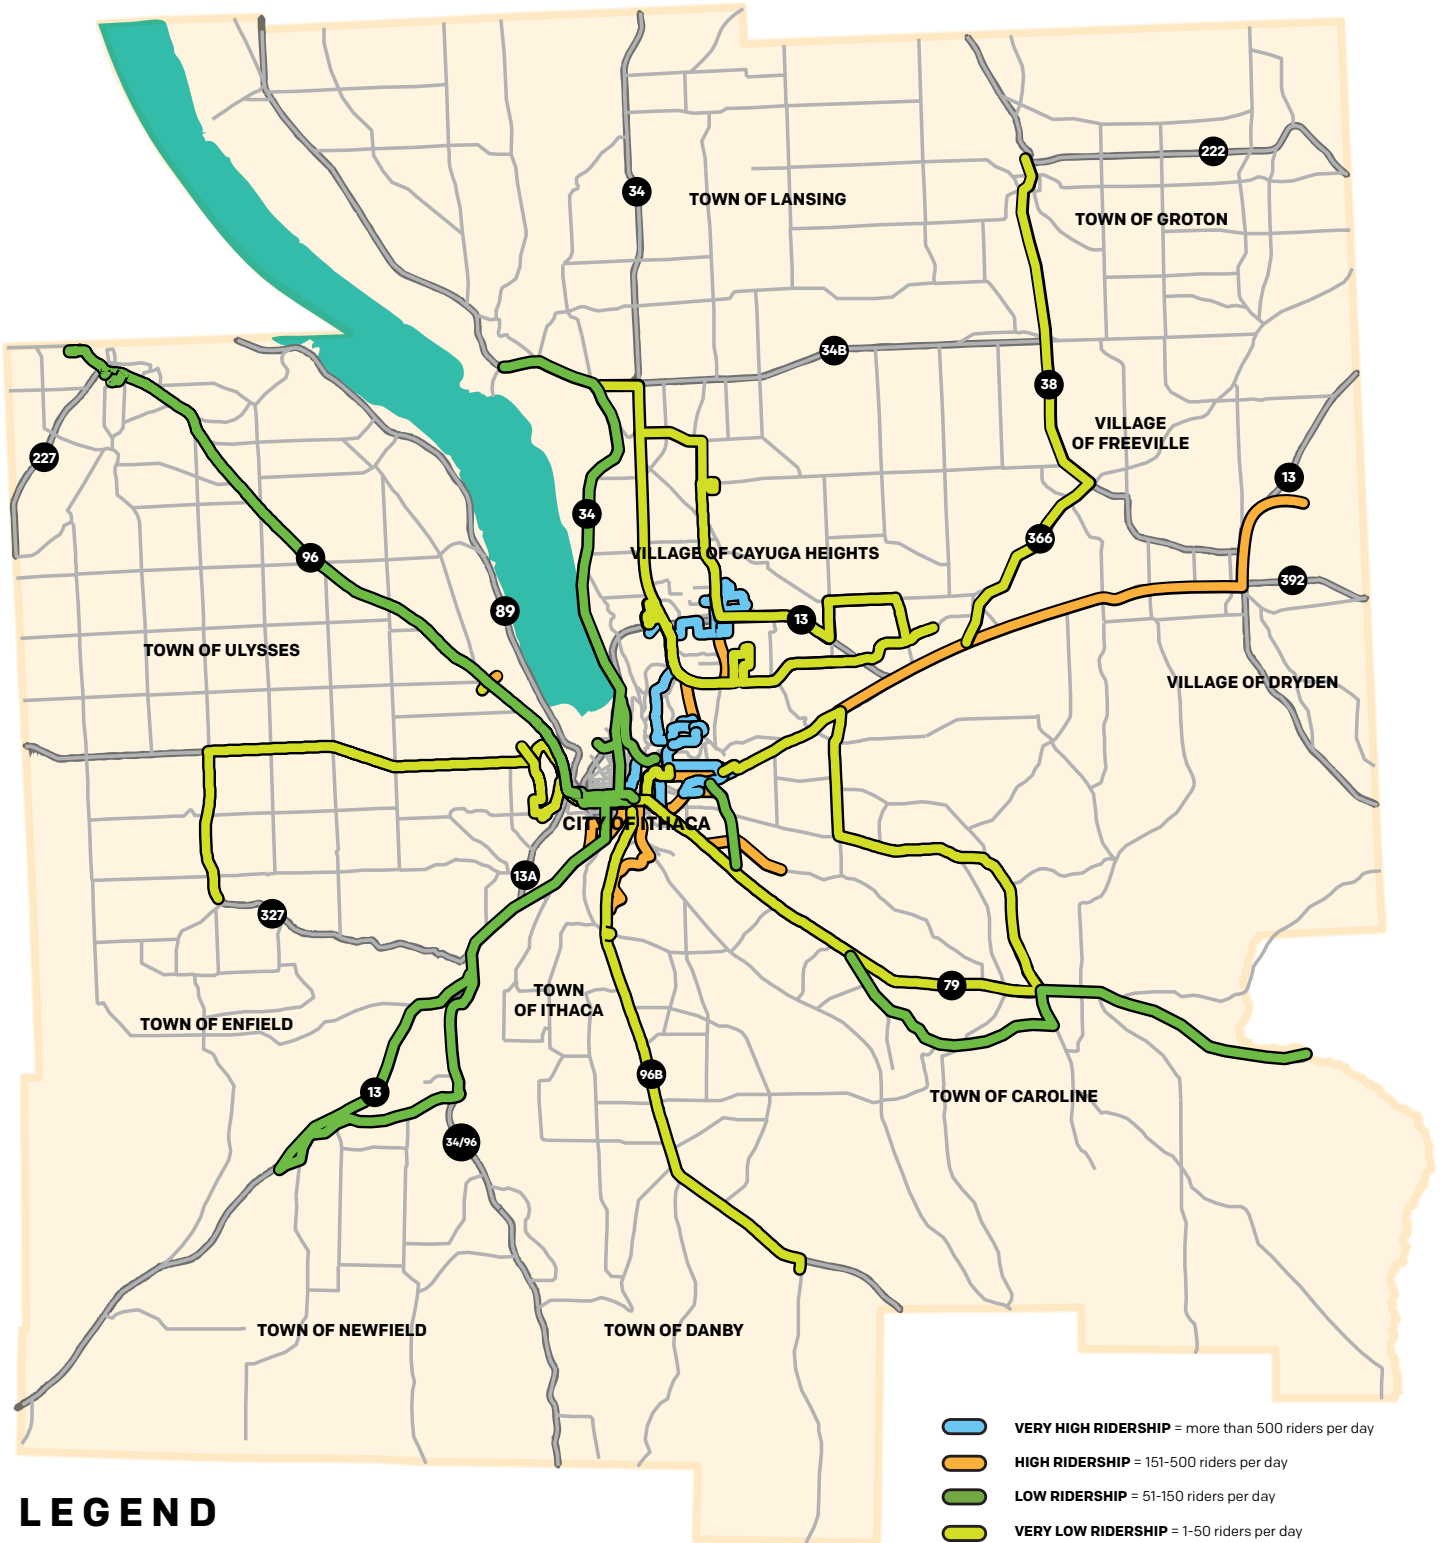 222
34
TOWN OF LANSING
TOWN OF GROTON
34B
38
VILLAGE
OF FREEVILLE
227
13
34
366
96
VILLAGE OF CAYUGA HEIGHTS
392
89
13
TOWN OF ULYSSES
VILLAGE OF DRYDEN
CITY OF ITHACA
13A
327
79
TOWN
OF ITHACA
TOWN OF ENFIELD
96B
13
TOWN OF CAROLINE
34/96
TOWN OF NEWFIELD
TOWN OF DANBY
VERY HIGH RIDERSHIP = more than 500 riders per day
HIGH RIDERSHIP = 151-500 riders per day
LOW RIDERSHIP = 51-150 riders per day
VERY LOW RIDERSHIP = 1-50 riders per day
LEGEND